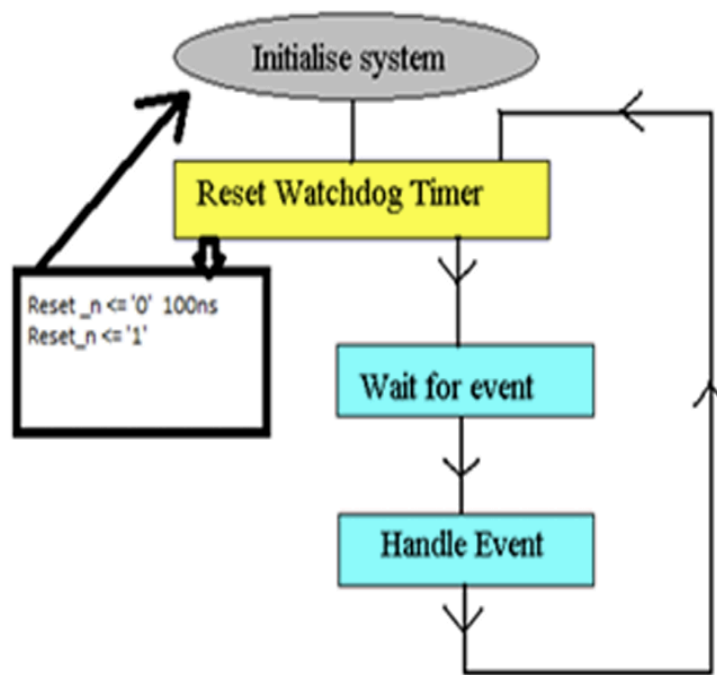 Initialise system
Reset Watchdog Timer
Reset _n <= '0' 100ns
Reset_n <= '1'
Wait for event
Handle Event